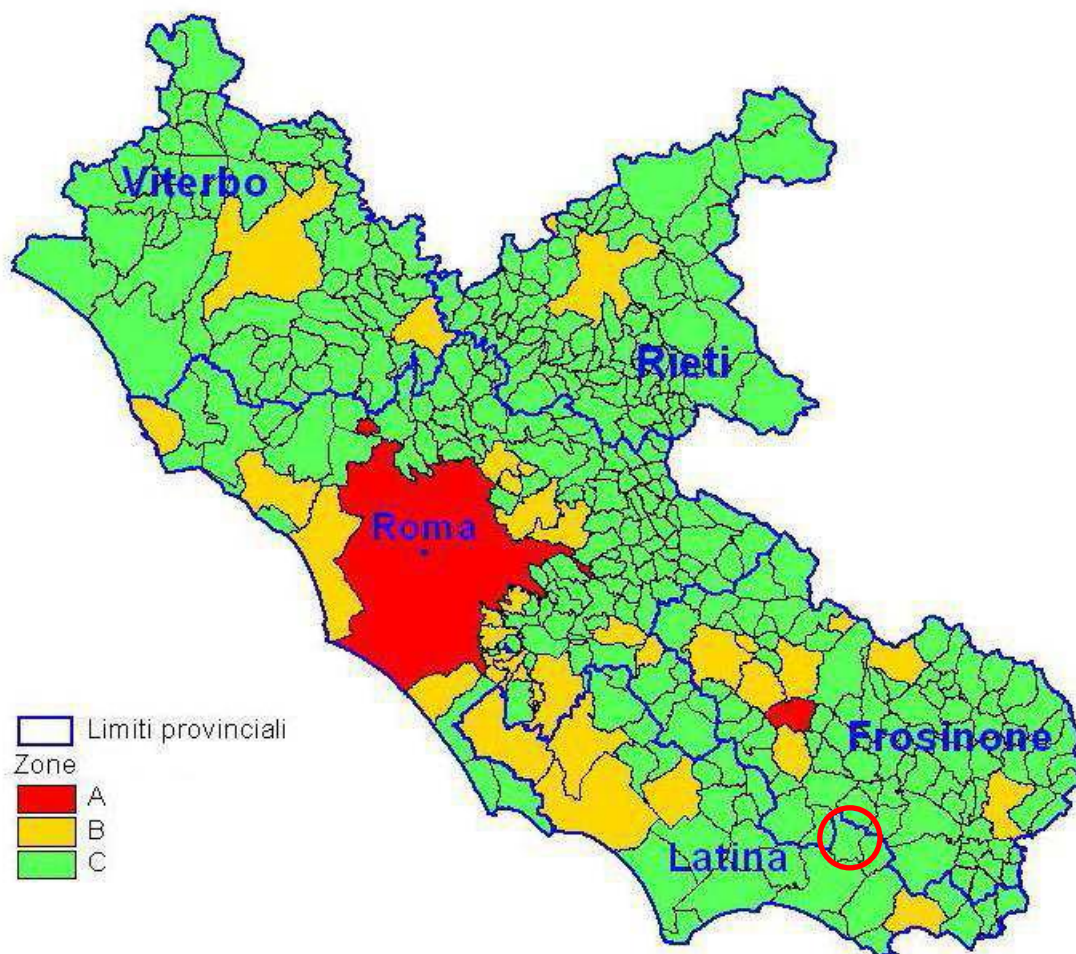 Viterbo
Rieti
Roma
Frosinone
Latina
Limiti provinciali
Zone
A
B
C